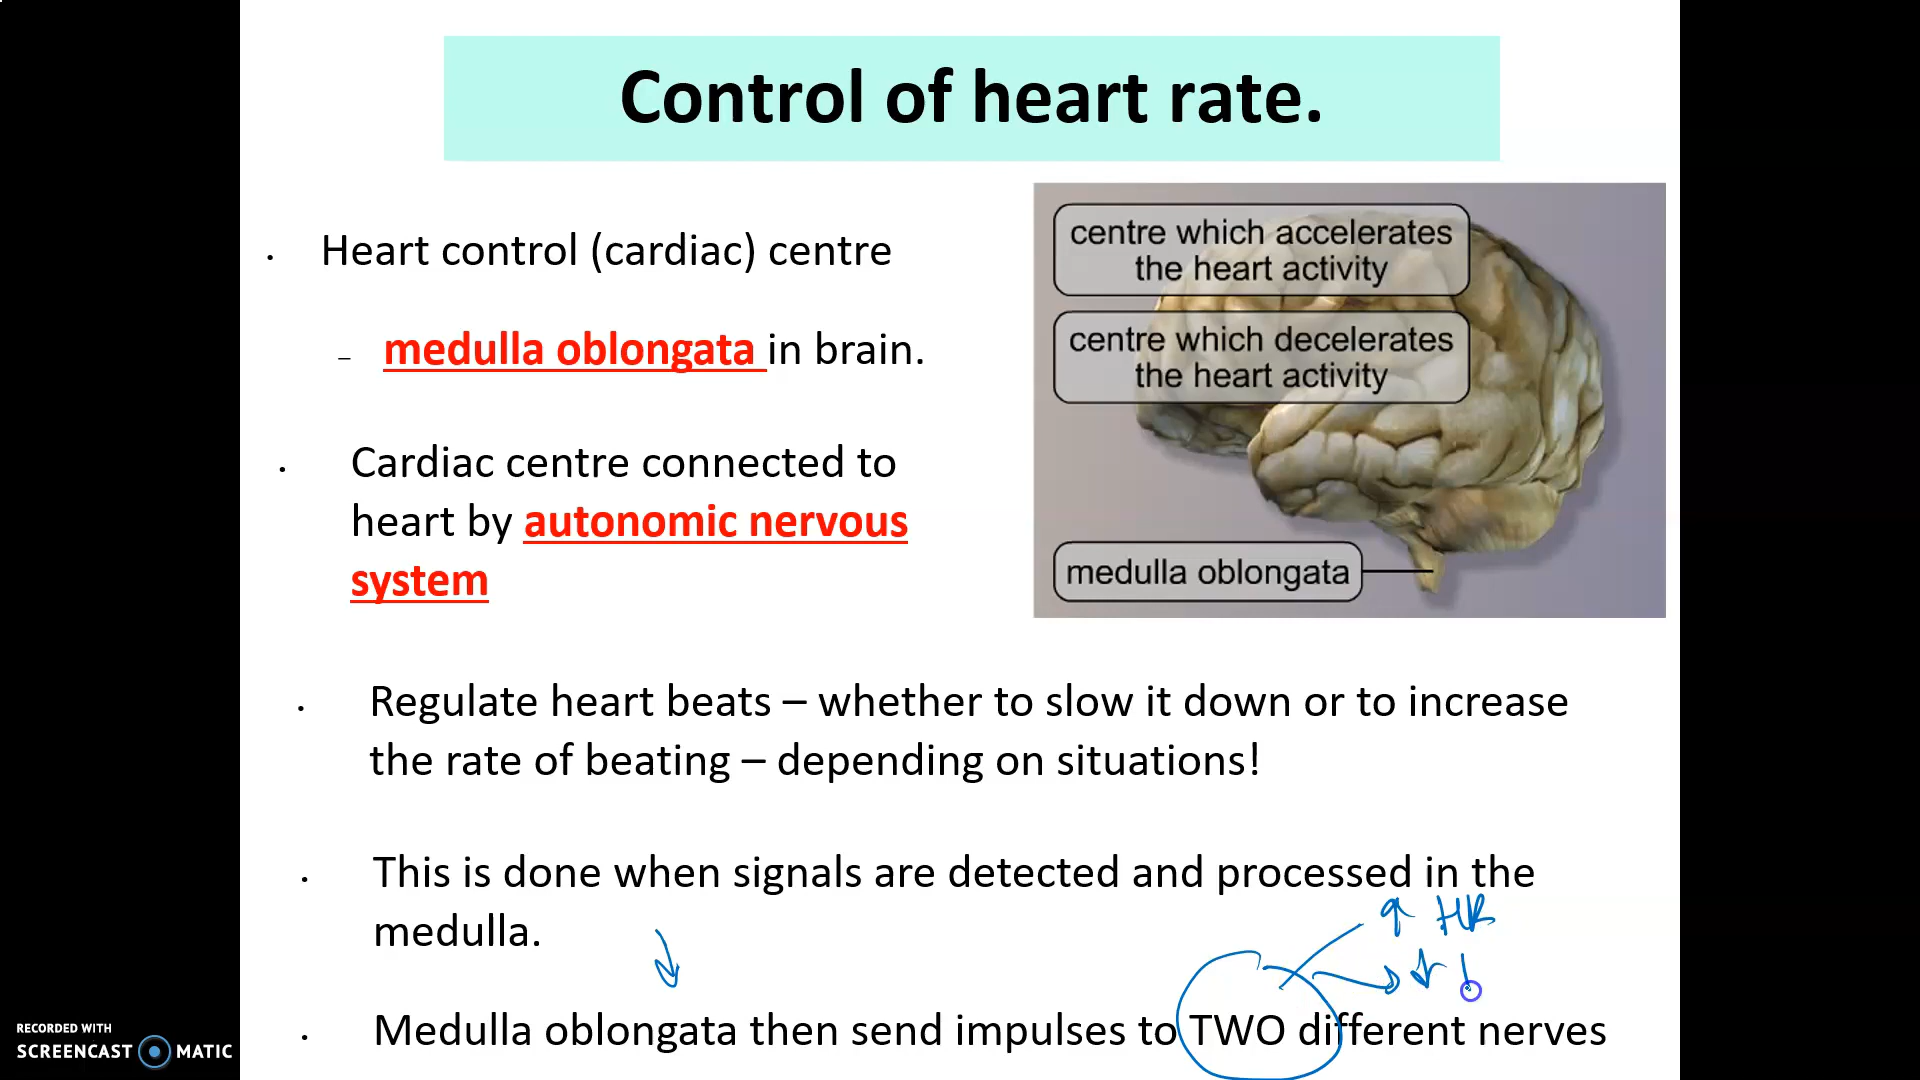 Control of heart rate.
• Heart control (cardiac) centre
– medulla oblongata in brain.
• Cardiac centre connected to
heart by autonomic nervous
system
centre which accelerates
the heart activity
centre which decelerates
the heart activity
medulla oblongata
• Regulate heart beats – whether to slow it down or to increase
the rate of beating – depending on situations!
• This is done when signals are detected and processed in the
medulla.
↑ HR
↓
• Medulla oblongata then send impulses to TWO different nerves
RECORDED WITH
SCREENCAST MATIC